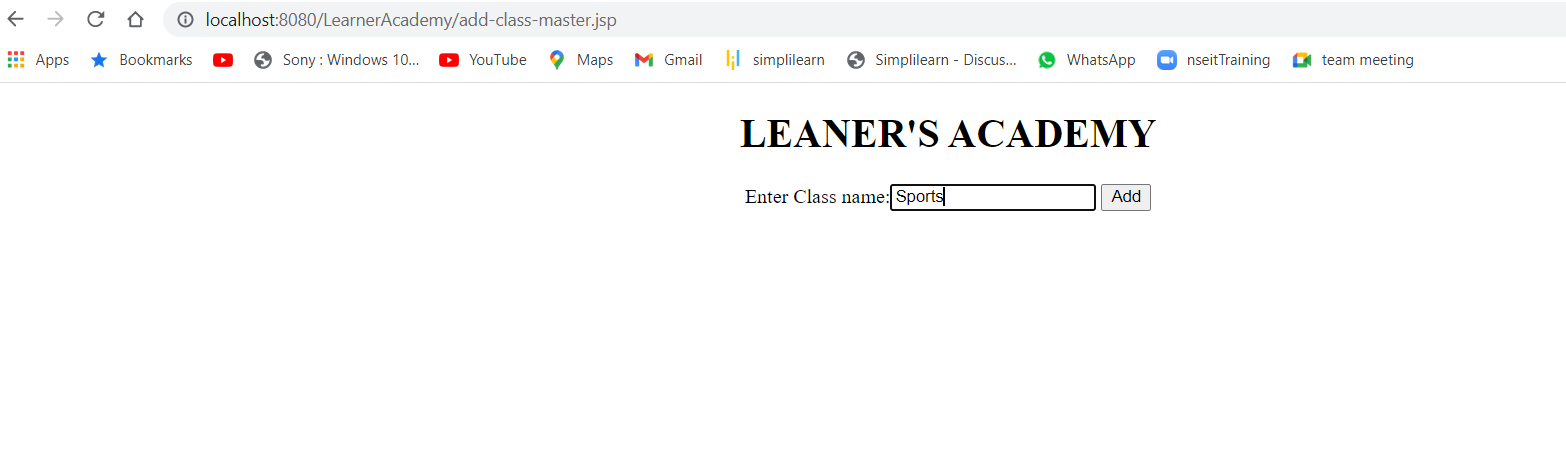 localhost:8080/LearnerAcademy/add-class-master.jsp
Apps Bookmarks Sony : Windows 10... YouTube Maps Gmail simplilearn Simplilearn - Discus... WhatsApp nseitTraining team meeting
LEANER'S ACADEMY
Enter Class name: Sports Add